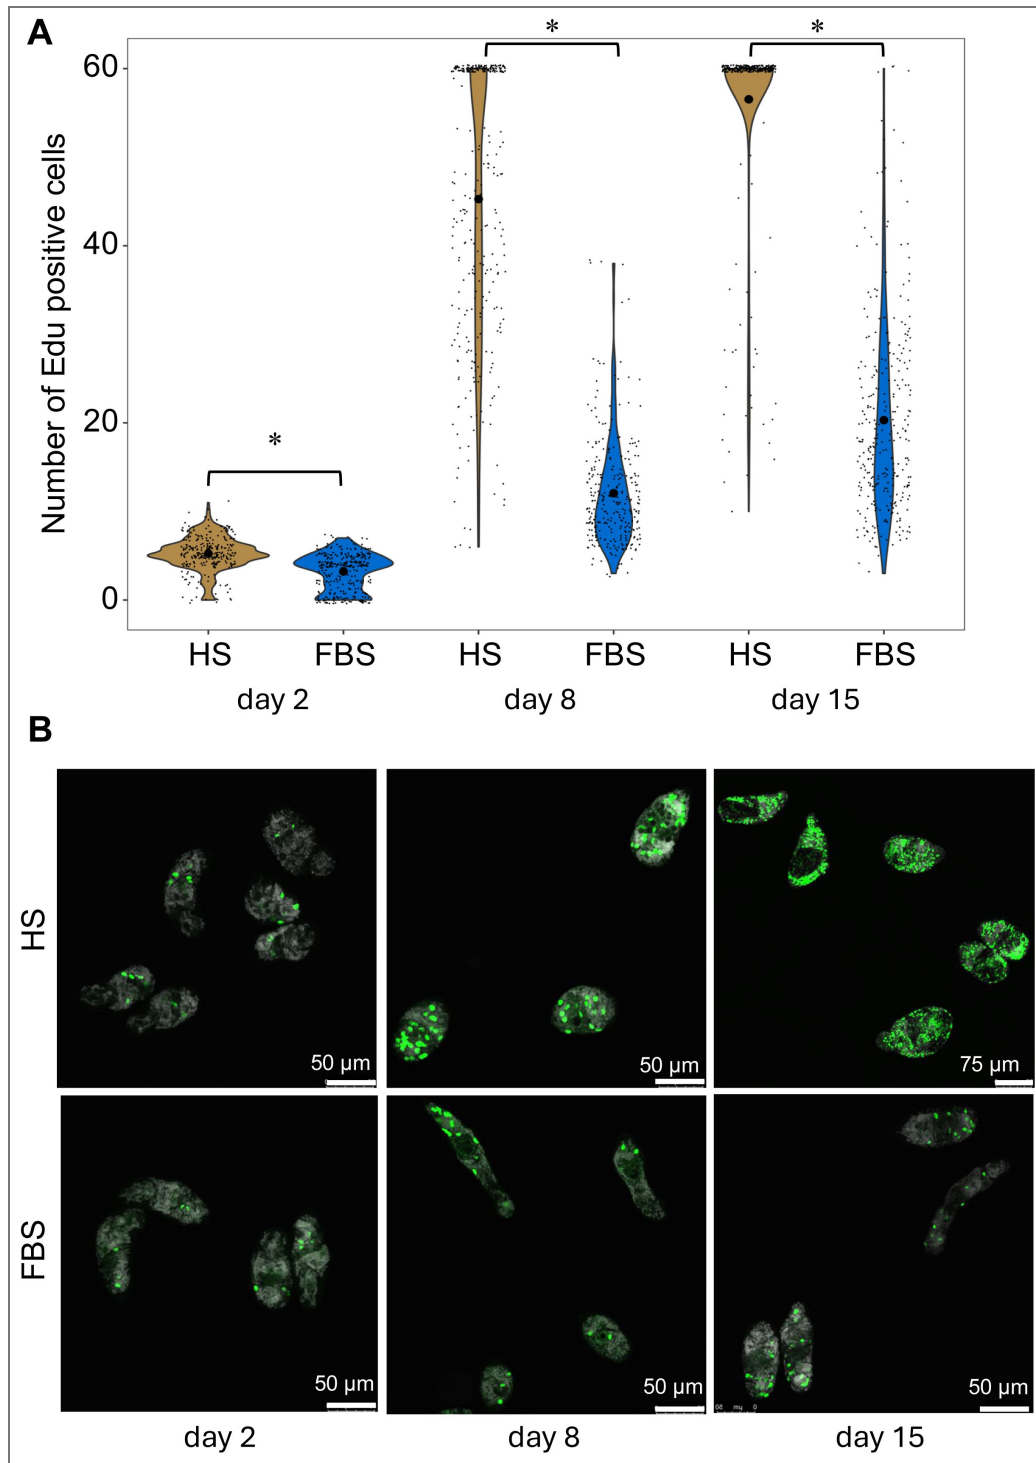 A
*
*
60
40
*
20
0
Number of Edu positive cells
HS FBS HS FBS HS FBS
day 2 day 8 day 15
B
HS
50 µm
50 µm
75 µm
FBS
50 µm
50 µm
50 µm
day 2 day 8 day 15